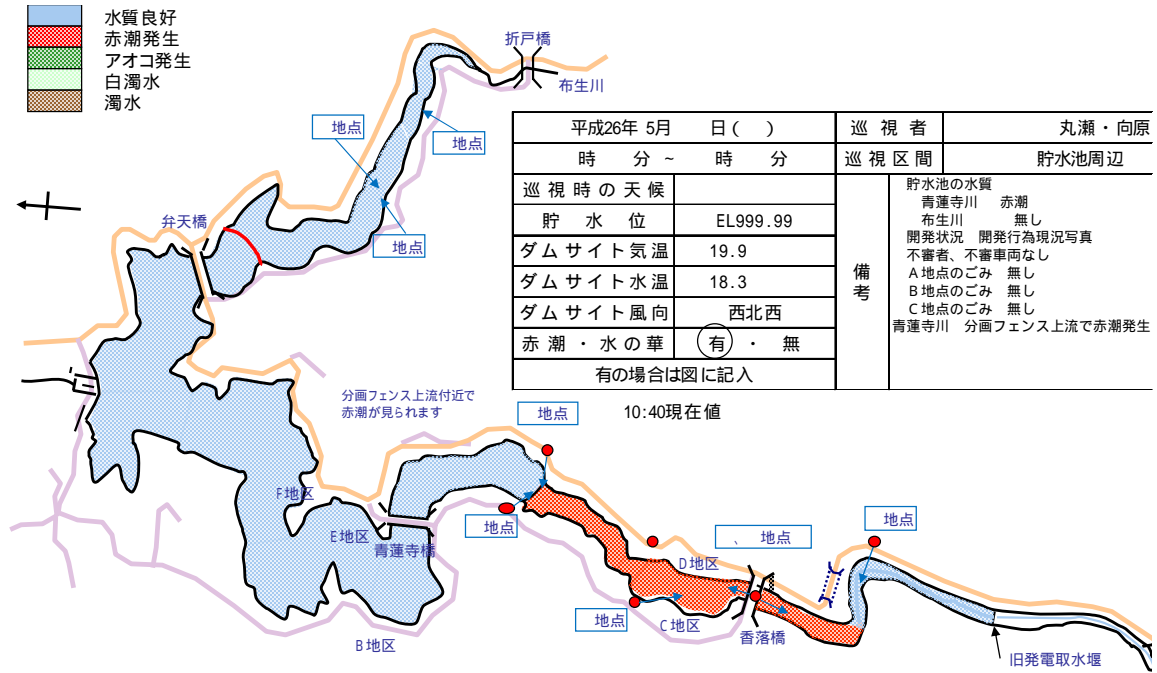 水質良好
赤潮発生
アオコ発生
白濁水
濁水
折戸橋
布生川
地点
地点
地点
弁天橋
平成26年 5月 日( )
巡視者
丸瀬・向原
時 分 ~ 時 分
巡視区間
貯水池周辺
巡視時の天候
貯水位
EL999.99
ダムサイト気温
19.9
ダムサイト水温
18.3
ダムサイト風向
西北西
赤潮・水の華
有 ・ 無
有の場合は図に記入
備考
貯水池の水質
青蓮寺川 赤潮
布生川 無し
開発状況 開発行為現況写真
不審者、不審車両なし
A地点のごみ 無し
B地点のごみ 無し
C地点のごみ 無し
青蓮寺川 分画フェンス上流で赤潮発生
10:40現在値
分画フェンス上流付近で
赤潮が見られます
地点
地点
F地区
E地区
青蓮寺橋
B地区
D地区
、 地点
地点
地点
C地区
香落橋
旧発電取水堰